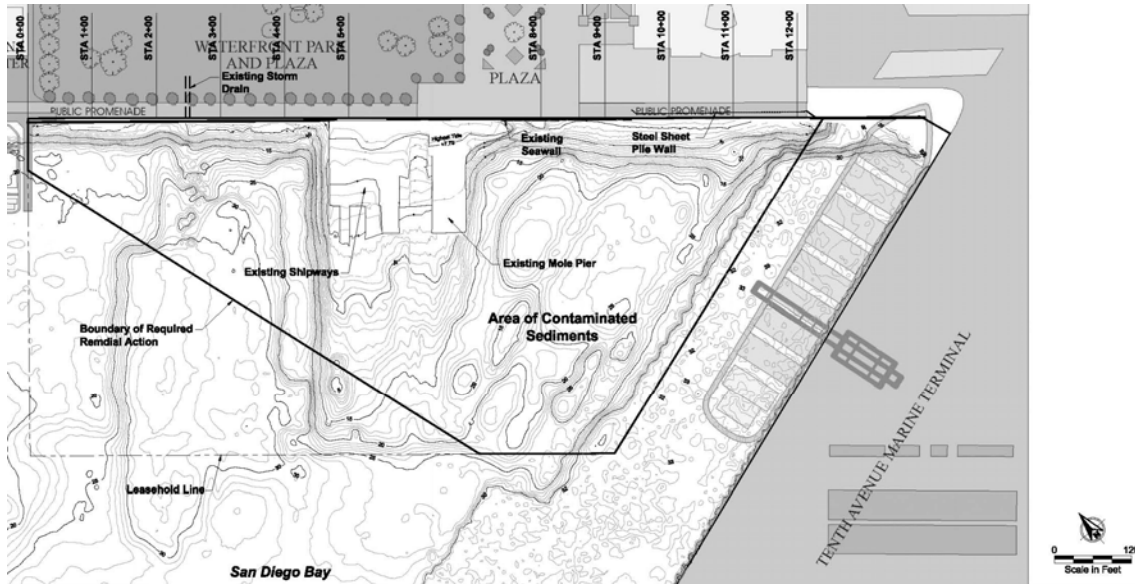 STA 0+00
STA 1+00
STA 2+00
STA 3+00
STA 4+00
STA 5+00
STA 8+00
STA 9+00
STA 10+00
STA 11+00
STA 12+00
WATERFRONT PARK
AND PLAZA
Existing Storm
Drain
PLAZA
PUBLIC PROMENADE
PUBLIC PROMENADE
Highest Tide
+7.79
Existing
Seawall
Steel Sheet
Pile Wall
Existing Shipways
Existing Mole Pier
Boundary of Required
Remdial Action
Area of Contaminated
Sediments
Leasehold Line
San Diego Bay
TENTH AVENUE MARINE TERMINAL
0
Scale in Feet